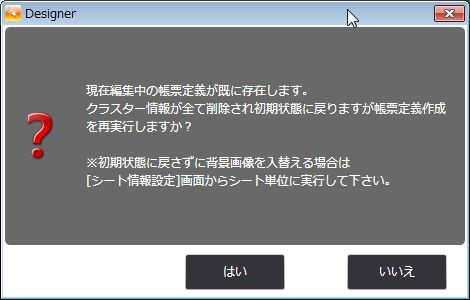 Designer
現在編集中の帳票定義が既に存在します。
クラスター情報が全て削除され初期状態に戻りますが帳票定義作成
を再実行しますか？
※初期状態に戻さずに背景画像を入替える場合は
[シート情報設定]画面からシート単位に実行して下さい。
はい
いいえ